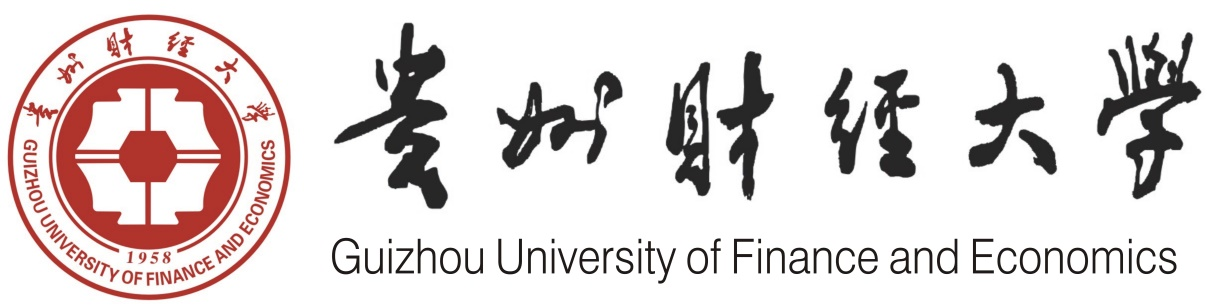 贵州财经大学
GUIZHOU UNIVERSITY OF FINANCE AND ECONOMICS
1958
贵州财经大学
Guizhou University of Finance and Economics